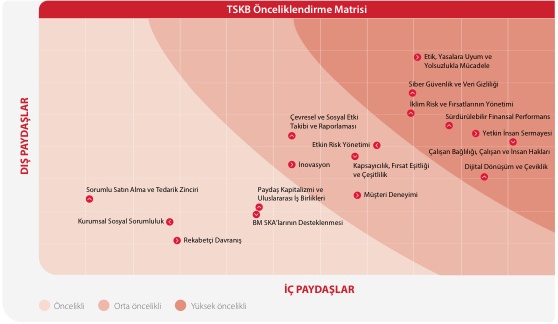 TSKB Önceliklendirme Matrisi
DIŞ PAYDAŞLAR
Etik, Yasalara Uyum ve
Yolsuzlukla Mücadele
Siber Güvenlik ve Veri Gizliliği
İklim Risk ve Fırsatlarının Yönetimi
Sürdürülebilir Finansal Performans
Çevresel ve Sosyal Etki
Takibi ve Raporlaması
Yetkin İnsan Sermayesi
Etkin Risk Yönetimi
Çalışan Bağlılığı, Çalışan ve İnsan Hakları
İnovasyon
Kapsayıcılık, Fırsat Eşitliği
ve Çeşitlilik
Dijital Dönüşüm ve Çeviklik
Sorumlu Satın Alma ve Tedarik Zinciri
Paydaş Kapitalizmi ve
Uluslararası İş Birlikleri
Müşteri Deneyimi
Kurumsal Sosyal Sorumluluk
BM SKA'larının Desteklenmesi
Rekabetçi Davranış
İÇ PAYDAŞLAR
Öncelikli
Orta öncelikli
Yüksek öncelikli